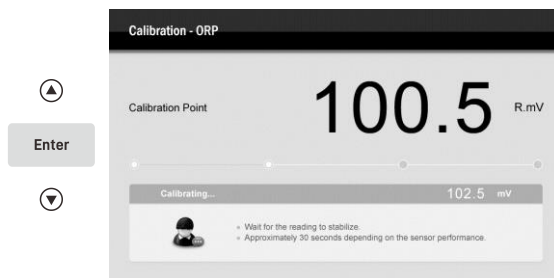 Calibration - ORP
Calibration Point
100.5 R.mV
Enter
Calibrating... 102.5 mV
Wait for the reading to stabilize.
Approximately 30 seconds depending on the sensor performance.